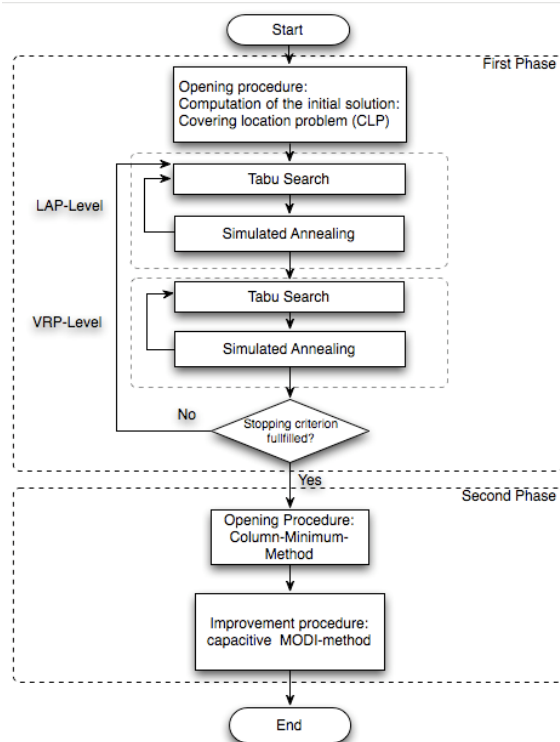 Start
First Phase
Opening procedure:
Computation of the initial solution:
Covering location problem (CLP)
Tabu Search
LAP-Level
Simulated Annealing
Tabu Search
VRP-Level
Simulated Annealing
No
Stopping criterion
fullfilled?
Yes
Second Phase
Opening Procedure:
Column-Minimum-
Method
Improvement procedure:
capacitive MODI-method
End